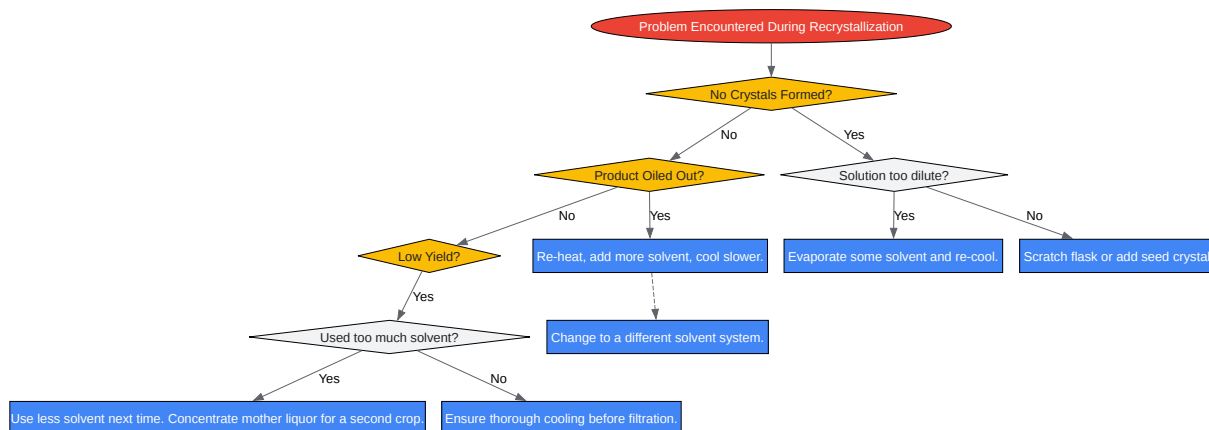 Problem Encountered During Recrystallization
No Crystals Formed?
No
Yes
Product Oiled Out?
Solution too dilute?
No
Yes
Yes
No
Low Yield?
Re-heat, add more solvent, cool slower.
Evaporate some solvent and re-cool.
Scratch flask or add seed crystal
Yes
Used too much solvent?
Change to a different solvent system.
Yes
No
Use less solvent next time. Concentrate mother liquor for a second crop.
Ensure thorough cooling before filtration.